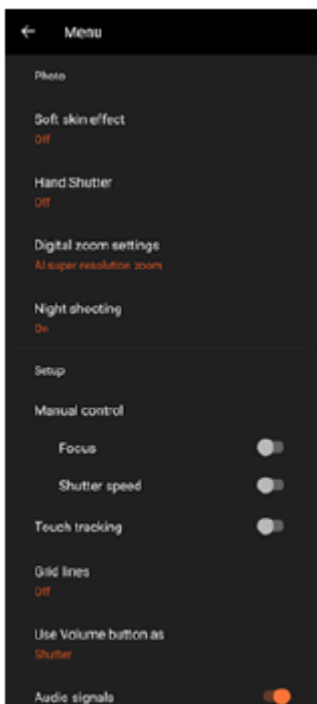 Menu
Photo
Soft skin effect
Off
Hand Shutter
Off
Digital zoom settings
AI super resolution zoom
Night shooting
On
Setup
Manual control
Focus
Shutter speed
Touch tracking
Grid lines
Off
Use Volume button as
Shutter
Audio signals